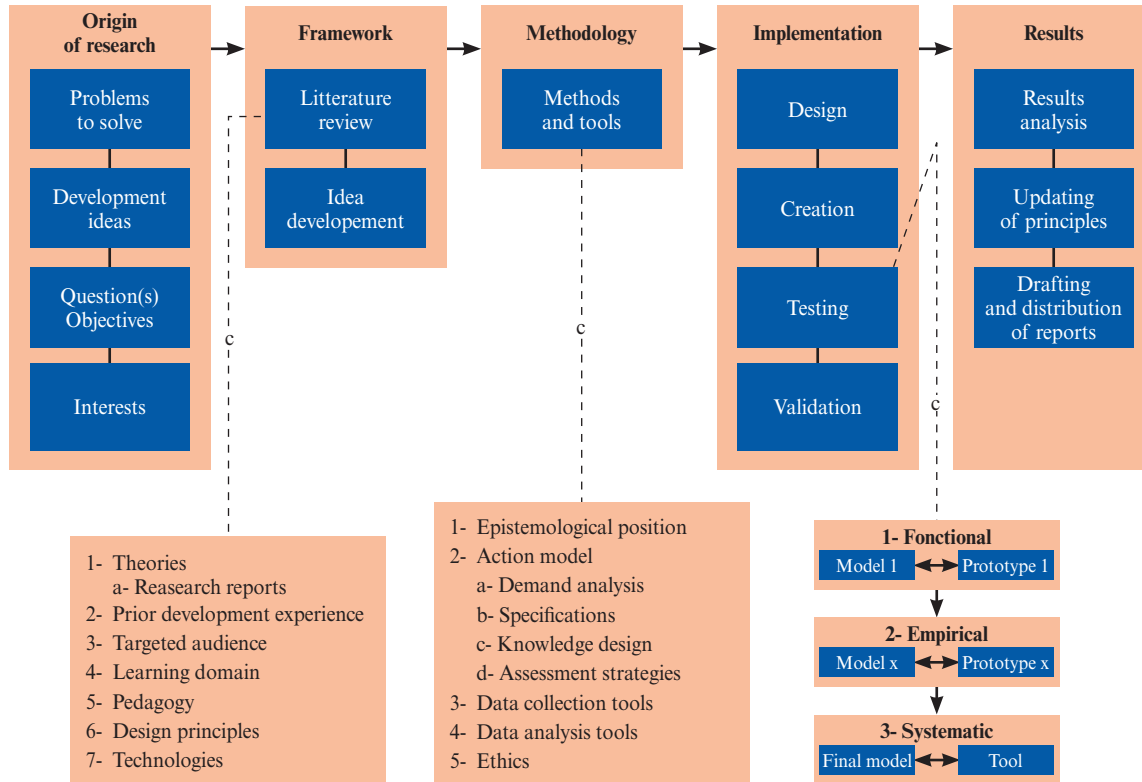 Origin
of research
Problems
to solve
Development
ideas
Question(s)
Objectives
Interests
Framework
Litterature
review
Idea
developement
Methodology
Methods
and tools
Implementation
Design
Creation
Testing
Validation
Results
Results
analysis
Updating
of principles
Drafting
and distribution
of reports
c
c
c
1- Theories
a- Reasearch reports
2- Prior development experience
3- Targeted audience
4- Learning domain
5- Pedagogy
6- Design principles
7- Technologies
1- Epistemological position
2- Action model
a- Demand analysis
b- Specifications
c- Knowledge design
d- Assessment strategies
3- Data collection tools
4- Data analysis tools
5- Ethics
1- Fonctional
Model 1
Prototype 1
2- Empirical
Model x
Prototype x
3- Systematic
Final model
Tool